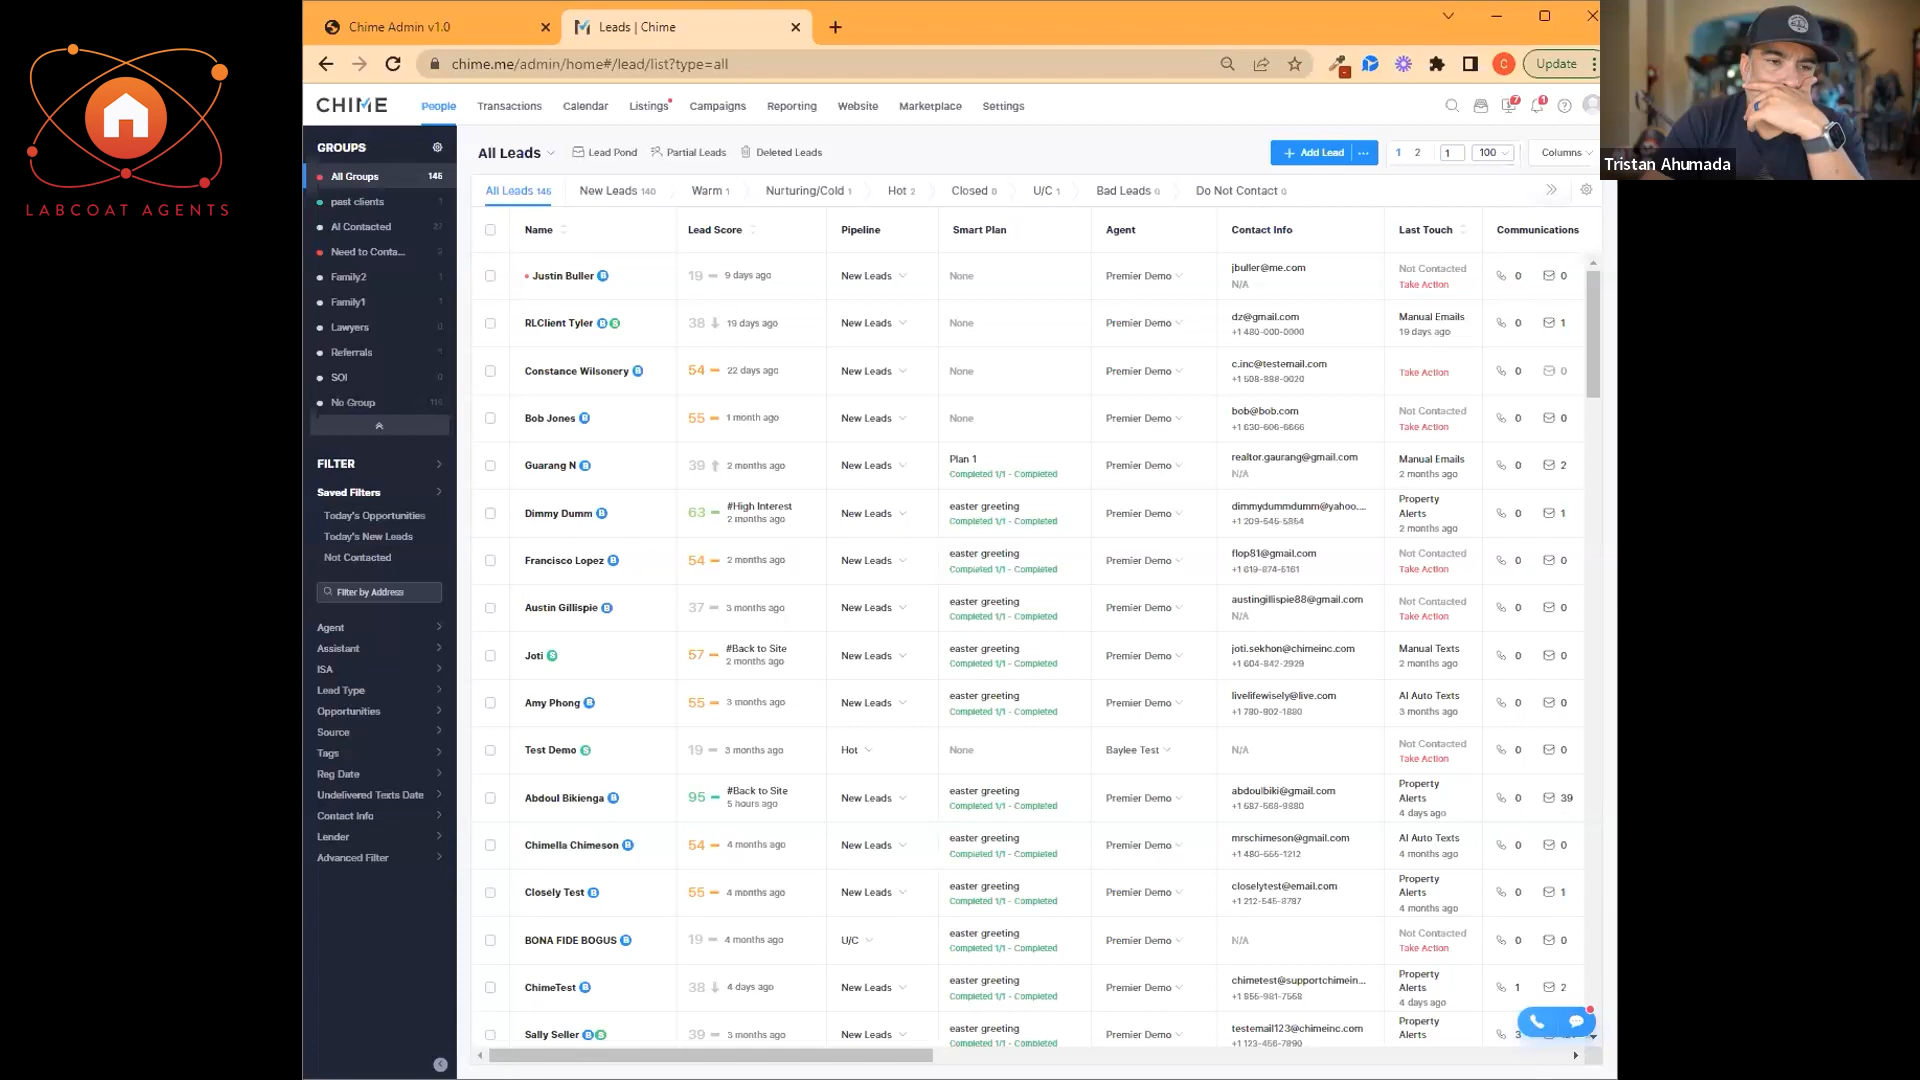 LABCOAT AGENTS
Chime Admin v1.0
Leads | Chime
chime.me/admin/home#/lead/list?type=all
Update
Tristan Ahumada
CHIME
People Transactions Calendar Listings Campaigns Reporting Website Marketplace Settings
7 1
GROUPS
All Groups 145
past clients 1
AI Contacted 27
Need to Conta... 2
Family2 1
Family1 1
Lawyers 0
Referrals 1
SOI 0
No Group
FILTER
Saved Filters
Today's Opportunities
Today's New Leads
Not Contacted
Filter by Address
Agent
Assistant
ISA
Lead Type
Opportunities
Source
Tags
Reg Date
Undelivered Texts Date
Contact Info
Lender
Advanced Filter
All Leads Lead Pond Partial Leads Deleted Leads
+ Add Lead ... 1 2 1 100 Columns
All Leads 145 New Leads 140 Warm 1 Nurturing/Cold 1 Hot 2 Closed 0 U/C 1 Bad Leads 0 Do Not Contact 0
Name Lead Score Pipeline Smart Plan Agent Contact Info Last Touch Communications
Justin Buller B 19 9 days ago New Leads None Premier Demo jbuller@me.com N/A Not Contacted Take Action 0 0
RLClient Tyler B S 38 19 days ago New Leads None Premier Demo dz@gmail.com +1 480-000-0000 Manual Emails 19 days ago 0 1
Constance Wilsonery B 54 22 days ago New Leads None Premier Demo c.inc@testemail.com +1 508-888-0020 Take Action 0 0
Bob Jones B 55 1 month ago New Leads None Premier Demo bob@bob.com +1 630-606-6666 Not Contacted Take Action 0 0
Guarang N B 39 2 months ago New Leads Plan 1 Completed 1/1 - Completed Premier Demo realtor.gaurang@gmail.com N/A Manual Emails 2 months ago 0 2
Dimmy Dumm B 63 #High Interest 2 months ago New Leads easter greeting Completed 1/1 - Completed Premier Demo dimmydummdumm@yahoo.... +1 209-545-5854 Property Alerts 2 months ago 0 1
Francisco Lopez B 54 2 months ago New Leads easter greeting Completed 1/1 - Completed Premier Demo flop81@gmail.com +1 619-874-5161 Not Contacted Take Action 0 0
Austin Gillispie B 37 3 months ago New Leads easter greeting Completed 1/1 - Completed Premier Demo austingillispie88@gmail.com N/A Not Contacted Take Action 0 0
Joti S 57 #Back to Site 2 months ago New Leads easter greeting Completed 1/1 - Completed Premier Demo joti.sekhon@chimeinc.com +1 604-842-2929 Manual Texts 2 months ago 0 0
Amy Phong B 55 3 months ago New Leads easter greeting Completed 1/1 - Completed Premier Demo livelifewisely@live.com +1 780-802-1880 AI Auto Texts 3 months ago 0 0
Test Demo S 19 3 months ago Hot None Baylee Test N/A Not Contacted Take Action 0 0
Abdoul Bikienga B 95 #Back to Site 5 hours ago New Leads easter greeting Completed 1/1 - Completed Premier Demo abdoulbiki@gmail.com +1 587-568-9880 Property Alerts 4 days ago 0 39
Chimella Chimeson B 54 4 months ago New Leads easter greeting Completed 1/1 - Completed Premier Demo mrschimeson@gmail.com +1 480-555-1212 AI Auto Texts 4 months ago 0 0
Closely Test B 55 4 months ago New Leads easter greeting Completed 1/1 - Completed Premier Demo closelytest@email.com +1 212-545-8787 Property Alerts 4 months ago 0 1
BONA FIDE BOGUS B 19 4 months ago U/C easter greeting Completed 1/1 - Completed Premier Demo N/A Not Contacted Take Action 0 0
ChimeTest B 38 4 days ago New Leads easter greeting Completed 1/1 - Completed Premier Demo chimetest@supportchimein... +1 855-981-7568 Property Alerts 4 days ago 1 2
Sally Seller B S 39 3 months ago New Leads easter greeting Completed 1/1 - Completed Premier Demo testemail123@chimeinc.com +1 123-456-7890 Property Alerts 3